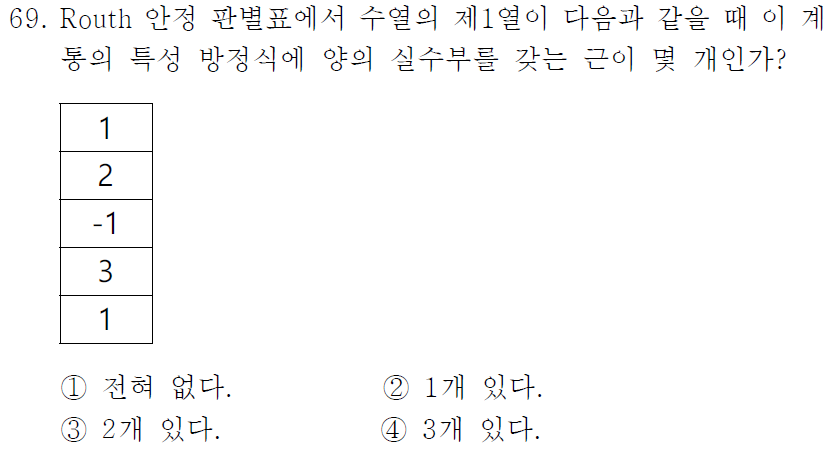 69. Routh 안정 판별표에서 수열의 제1열이 다음과 같을 때 이 계
통의 특성 방정식에 양의 실수부를 갖는 근이 몇 개인가?
1
2
-1
3
1
① 전혀 없다. ② 1개 있다.
③ 2개 있다. ④ 3개 있다.